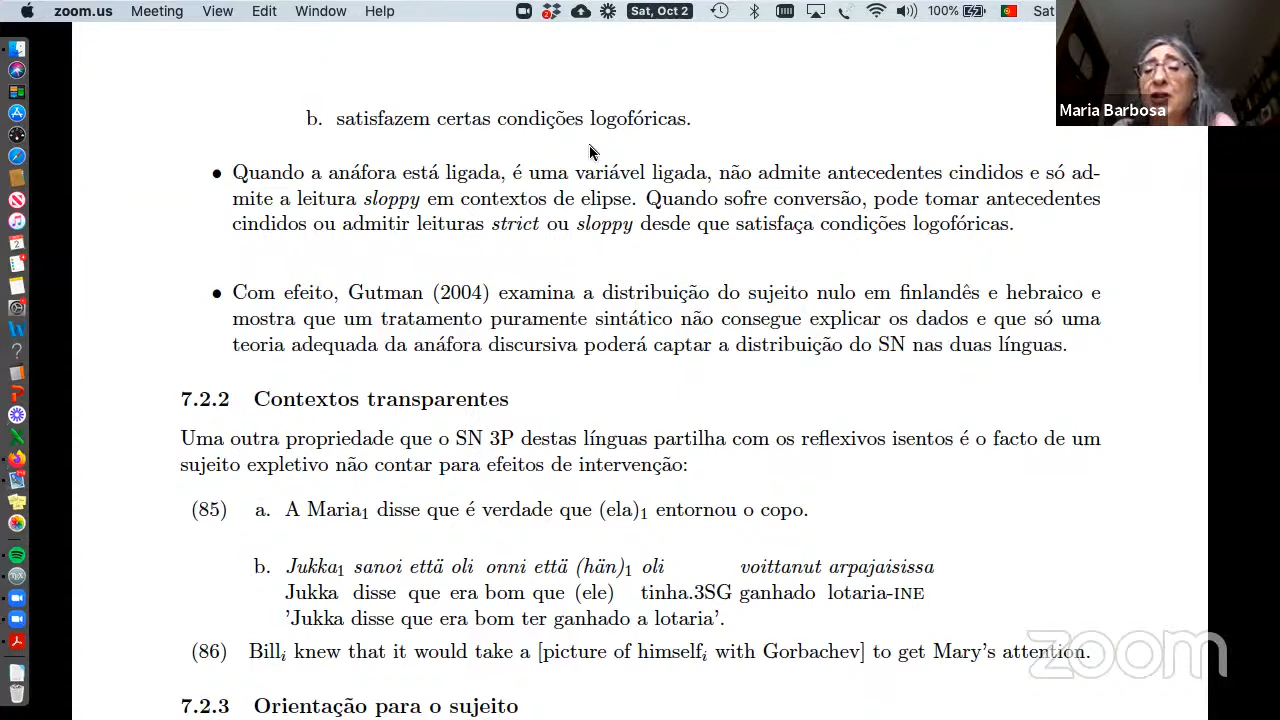 zoom.us Meeting View Edit Window Help Sat, Oct 2 100% Sat
Maria Barbosa
b. satisfazem certas condições logofóricas.
• Quando a anáfora está ligada, é uma variável ligada, não admite antecedentes cindidos e só ad-
mite a leitura sloppy em contextos de elipse. Quando sofre conversão, pode tomar antecedentes
cindidos ou admitir leituras strict ou sloppy desde que satisfaça condições logofóricas.
• Com efeito, Gutman (2004) examina a distribuição do sujeito nulo em finlandês e hebraico e
mostra que um tratamento puramente sintático não consegue explicar os dados e que só uma
teoria adequada da anáfora discursiva poderá captar a distribuição do SN nas duas línguas.
7.2.2 Contextos transparentes
Uma outra propriedade que o SN 3P destas línguas partilha com os reflexivos isentos é o facto de um
sujeito expletivo não contar para efeitos de intervenção:
(85) a. A Maria₁ disse que é verdade que (ela)₁ entornou o copo.
b. Jukka₁ sanoi että oli onni että (hän)₁ oli voittanut arpajaisissa
Jukka disse que era bom que (ele) tinha.3SG ganhado lotaria-INE
'Jukka disse que era bom ter ganhado a lotaria'.
(86) Billᵢ knew that it would take a [picture of himselfᵢ with Gorbachev] to get Mary's attention.
zoom
7.2.3 Orientação para o sujeito